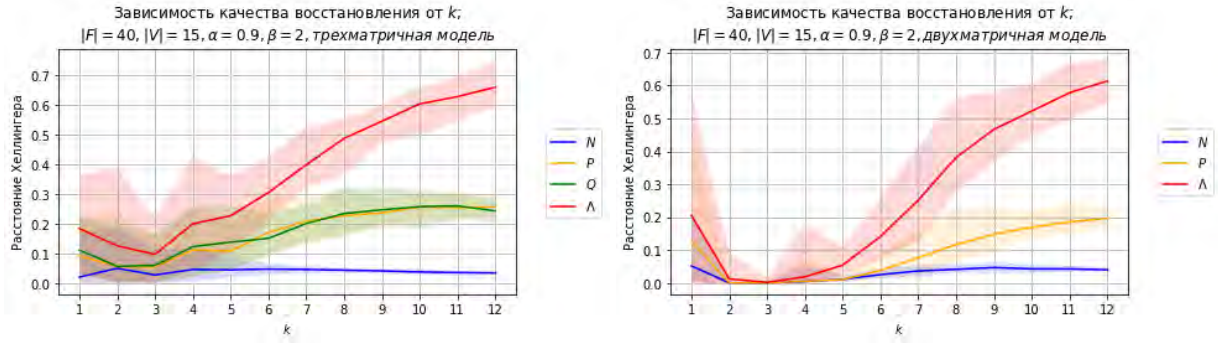 Зависимость качества восстановления от k;
|F| = 40, |V| = 15, α = 0.9, β = 2, трехматричная модель
Расстояние Хеллингера
0.7
0.6
0.5
0.4
0.3
0.2
0.1
0.0
1 2 3 4 5 6 7 8 9 10 11 12
k
N
P
Q
Λ
Зависимость качества восстановления от k;
|F| = 40, |V| = 15, α = 0.9, β = 2, двухматричная модель
Расстояние Хеллингера
0.7
0.6
0.5
0.4
0.3
0.2
0.1
0.0
1 2 3 4 5 6 7 8 9 10 11 12
k
N
P
Λ